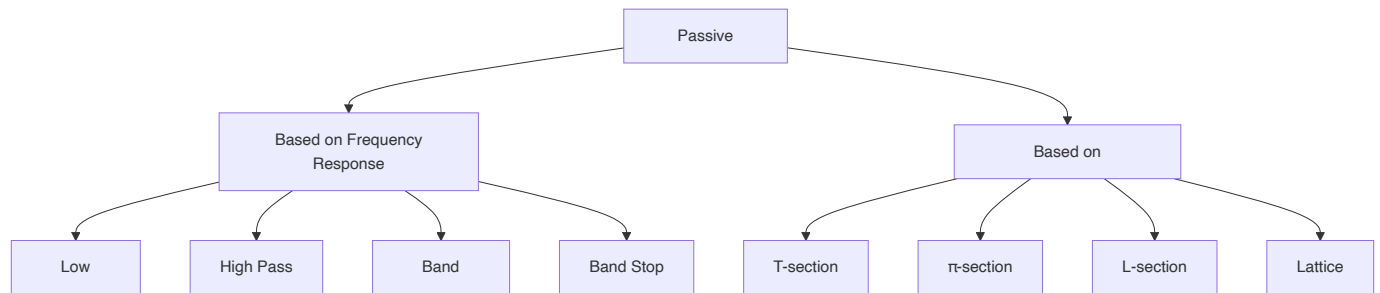 Passive
Based on Frequency
Response
Based on
Low
High Pass
Band
Band Stop
T-section
π-section
L-section
Lattice